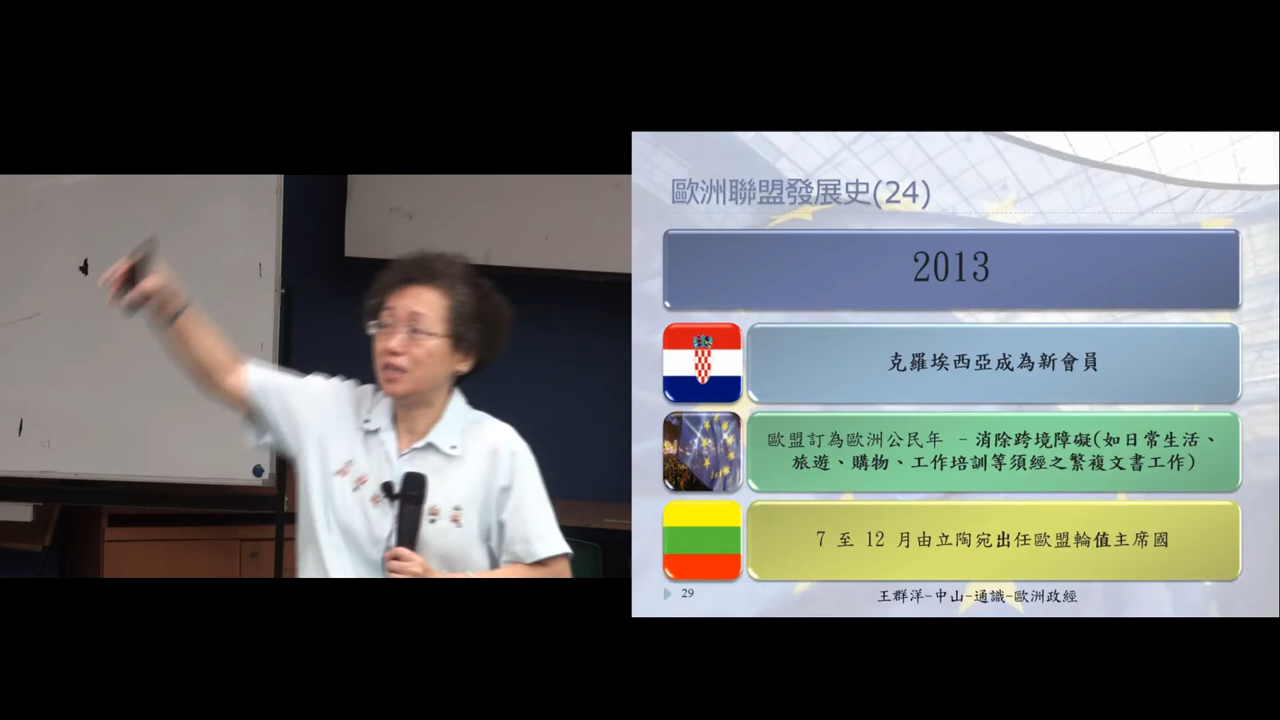 歐洲聯盟發展史(24)
2013
克羅埃西亞成為新會員
歐盟訂為歐洲公民年 －消除跨境障礙(如日常生活、
旅遊、購物、工作培訓等須經之繁複文書工作)
7 至 12 月由立陶宛出任歐盟輪值主席國
29
王群洋-中山-通識-歐洲政經